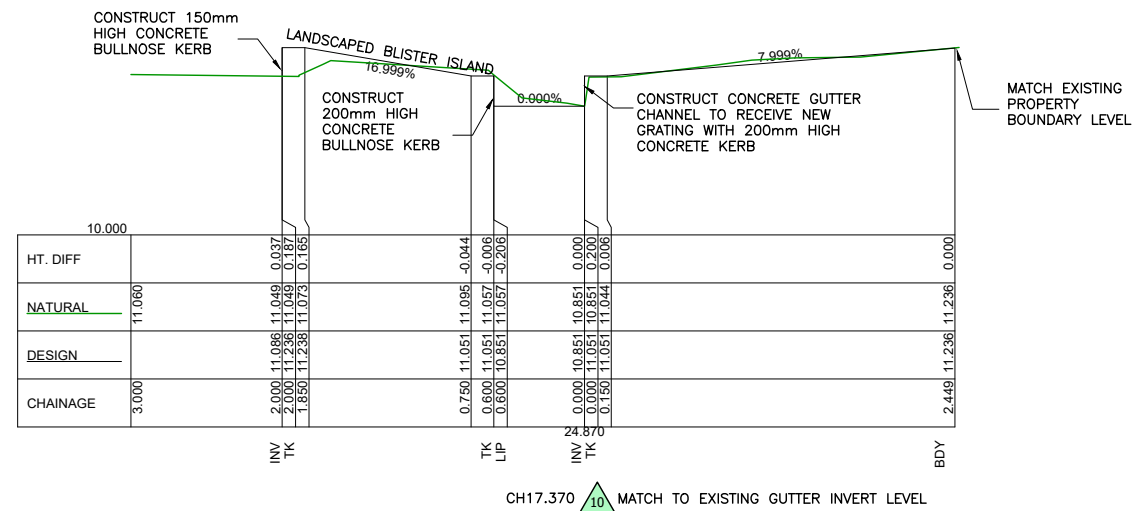 CONSTRUCT 150mm
HIGH CONCRETE
BULLNOSE KERB
LANDSCAPED BLISTER ISLAND
16.999%
CONSTRUCT
200mm HIGH
CONCRETE
BULLNOSE KERB
0.000%
CONSTRUCT CONCRETE GUTTER
CHANNEL TO RECEIVE NEW
GRATING WITH 200mm HIGH
CONCRETE KERB
7.999%
MATCH EXISTING
PROPERTY
BOUNDARY LEVEL
10.000
HT. DIFF 0.037 0.187 0.165 -0.044 -0.006 -0.206 0.000 0.200 0.006 0.000
NATURAL 11.060 11.049 11.049 11.073 11.095 11.057 11.057 10.851 10.851 11.044 11.236
DESIGN 11.086 11.236 11.238 11.051 11.051 10.851 10.851 11.051 11.051 11.236
CHAINAGE 3.000 2.000 2.000 1.850 0.750 0.600 0.600 0.000 0.000 0.150 2.449
24.870
INV TK TK LIP INV TK BDY
CH17.370 10 MATCH TO EXISTING GUTTER INVERT LEVEL